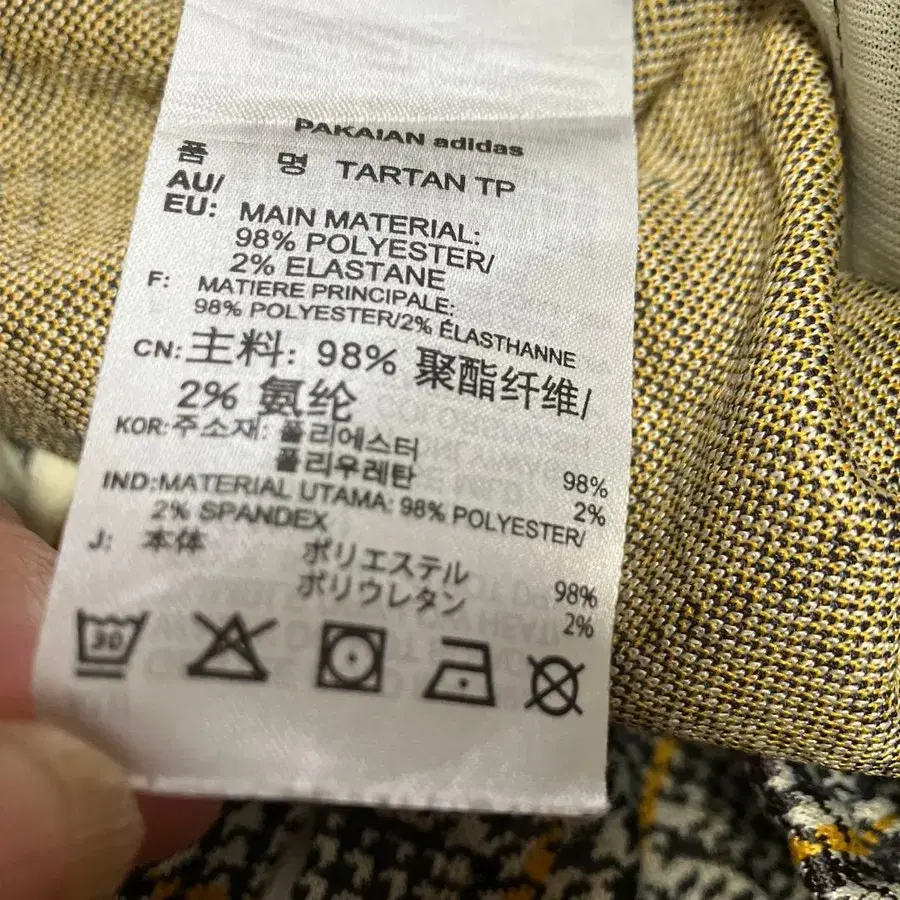 PAKAIAN adidas
품 명 TARTAN TP
AU/
EU: MAIN MATERIAL:
98% POLYESTER/
2% ELASTANE
F: MATIERE PRINCIPALE:
98% POLYESTER/2% ÉLASTHANNE
CN: 主料: 98% 聚酯纤维/
2% 氨纶
KOR: 주소재: 폴리에스터 98%
폴리우레탄 2%
IND: MATERIAL UTAMA: 98% POLYESTER/
2% SPANDEX
J: 本体 ポリエステル 98%
ポリウレタン 2%
30